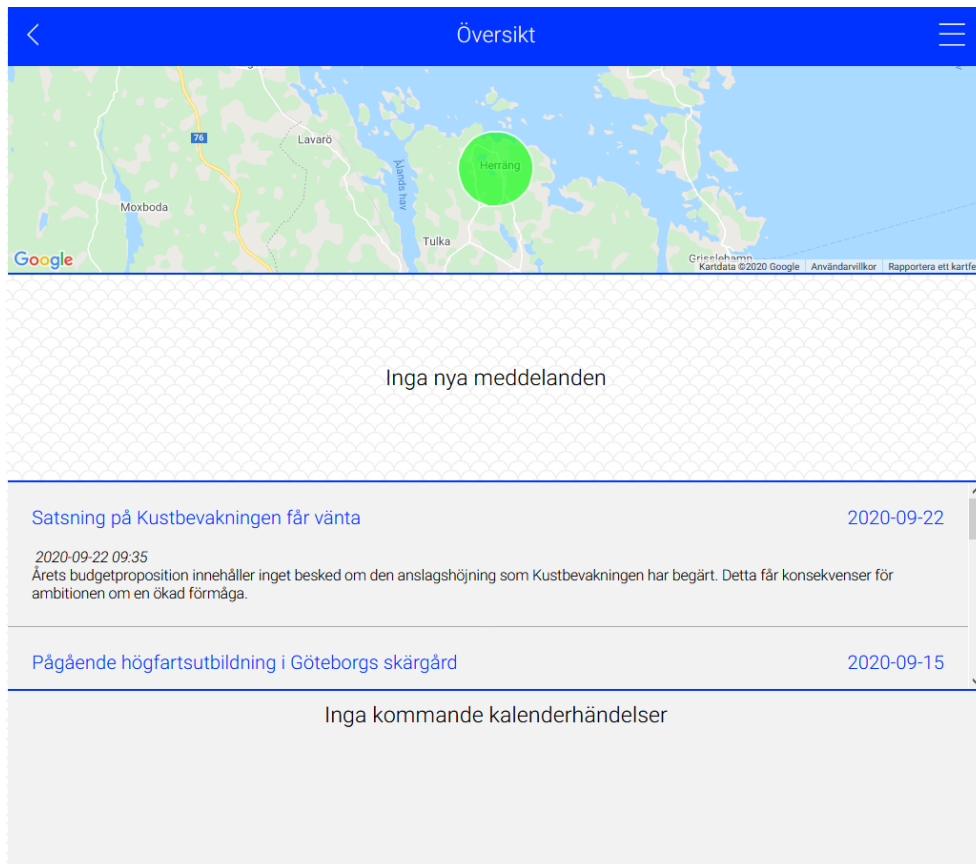 Översikt
76
Lavarö
Herräng
Ålands hav
Moxboda
Tulka
Grisslehamn
Google
Kartdata ©2020 Google Användarvillkor Rapportera ett kartfe
Inga nya meddelanden
Satsning på Kustbevakningen får vänta 2020-09-22
2020-09-22 09:35
Årets budgetproposition innehåller inget besked om den anslagshöjning som Kustbevakningen har begärt. Detta får konsekvenser för
ambitionen om en ökad förmåga.
Pågående högfartsutbildning i Göteborgs skärgård 2020-09-15
Inga kommande kalenderhändelser